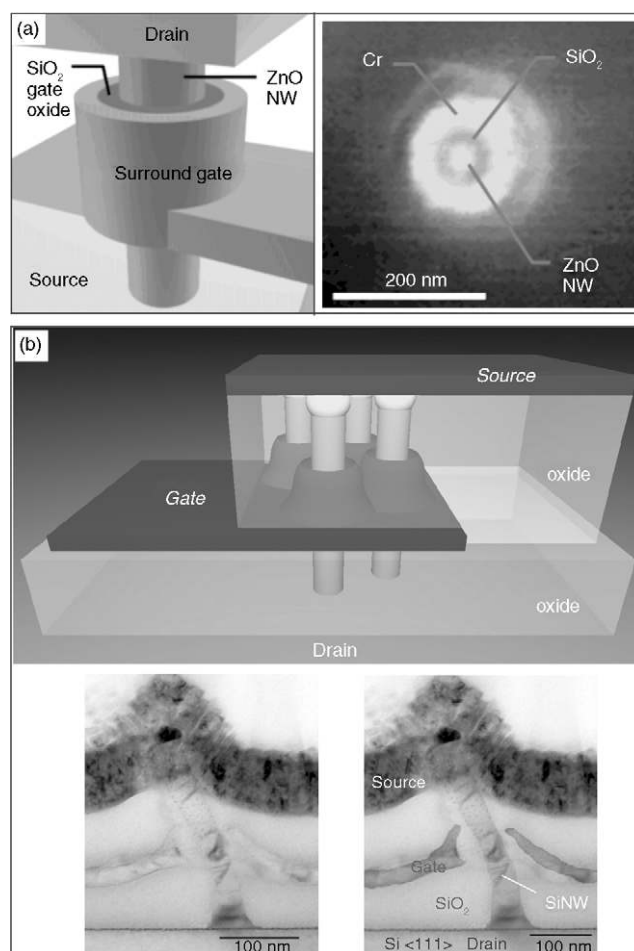 (a)
Drain
SiO2
gate
oxide
ZnO
NW
Surround gate
Source
Cr
SiO2
ZnO
NW
200 nm
(b)
Source
Gate
oxide
oxide
Drain
100 nm
Source
Gate
SiO2
SiNW
Si <111>
Drain
100 nm